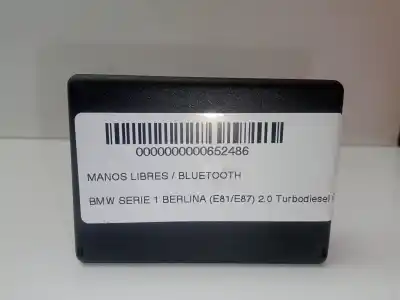 0000000000652486
MANOS LIBRES / BLUETOOTH
BMW SERIE 1 BERLINA (E81/E87) 2.0 Turbodiesel